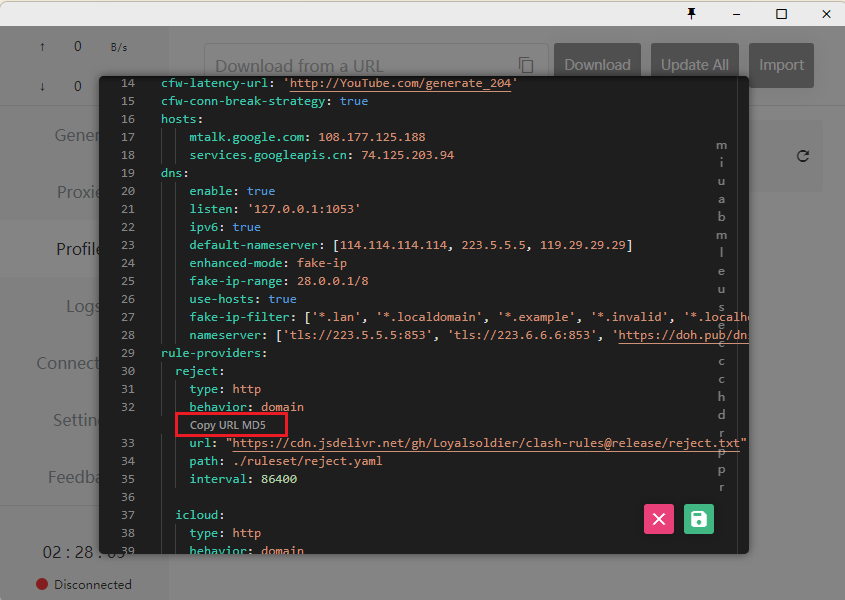 ↑ 0 B/s
Download from a URL
Download
Update All
Import
↓ 0
Gener
Proxie
Profile
Logs
Connect
Settin
Feedba
02 : 28 : 05
Disconnected
14 cfw-latency-url: 'http://YouTube.com/generate_204'
15 cfw-conn-break-strategy: true
16 hosts:
17 mtalk.google.com: 108.177.125.188
18 services.googleapis.cn: 74.125.203.94
19 dns:
20 enable: true
21 listen: '127.0.0.1:1053'
22 ipv6: true
23 default-nameserver: [114.114.114.114, 223.5.5.5, 119.29.29.29]
24 enhanced-mode: fake-ip
25 fake-ip-range: 28.0.0.1/8
26 use-hosts: true
27 fake-ip-filter: ['*.lan', '*.localdomain', '*.example', '*.invalid', '*.localh
28 nameserver: ['tls://223.5.5.5:853', 'tls://223.6.6.6:853', 'https://doh.pub/dn
29 rule-providers:
30 reject:
31 type: http
32 behavior: domain
Copy URL MD5
33 url: "https://cdn.jsdelivr.net/gh/Loyalsoldier/clash-rules@release/reject.txt"
34 path: ./ruleset/reject.yaml
35 interval: 86400
36
37 icloud:
38 type: http
39 behavior: domain